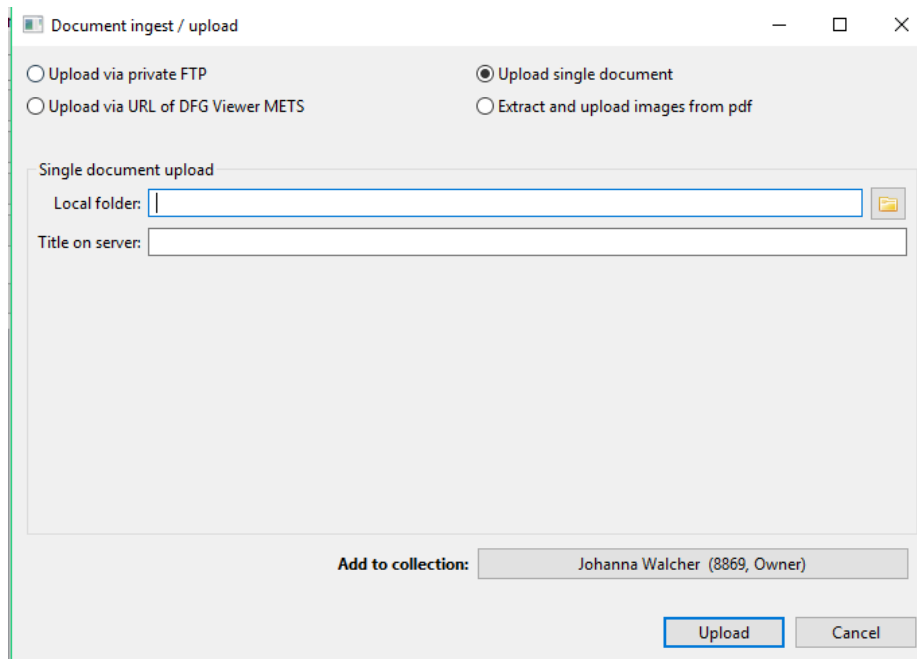 Document ingest / upload
Upload via private FTP
Upload single document
Upload via URL of DFG Viewer METS
Extract and upload images from pdf
Single document upload
Local folder:
Title on server:
Add to collection: Johanna Walcher (8869, Owner)
Upload Cancel